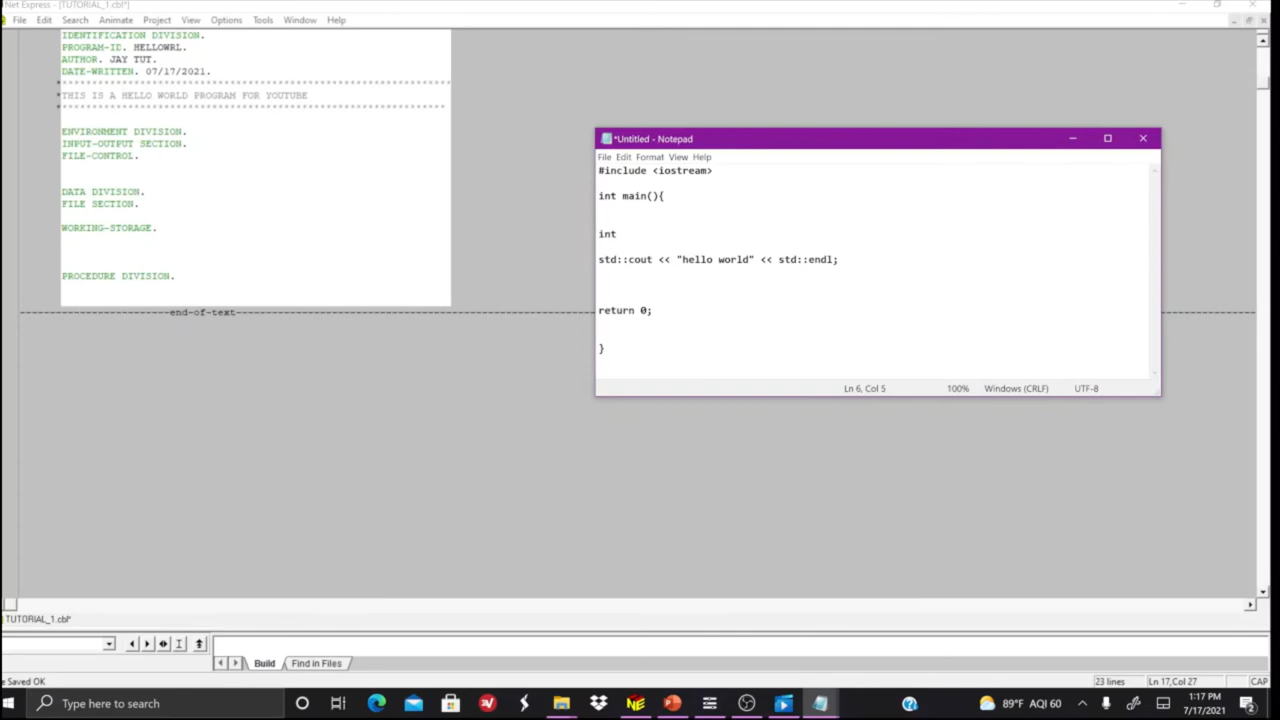 Net Express - [TUTORIAL_1.cbl*]
File Edit Search Animate Project View Options Tools Window Help
IDENTIFICATION DIVISION.
PROGRAM-ID. HELLOWRL.
AUTHOR. JAY TUT.
DATE-WRITTEN. 07/17/2021.
*THIS IS A HELLO WORLD PROGRAM FOR YOUTUBE
ENVIRONMENT DIVISION.
INPUT-OUTPUT SECTION.
FILE-CONTROL.
DATA DIVISION.
FILE SECTION.
WORKING-STORAGE.
PROCEDURE DIVISION.
end-of-text
*Untitled - Notepad
File Edit Format View Help
#include <iostream>
int main(){
int
std::cout << "hello world" << std::endl;
return 0;
}
Ln 6, Col 5 100% Windows (CRLF) UTF-8
TUTORIAL_1.cbl*
Build Find in Files
Saved OK 23 lines Ln 17,Col 27 CAP
Type here to search 89°F AQI 60 1:17 PM
7/17/2021 2